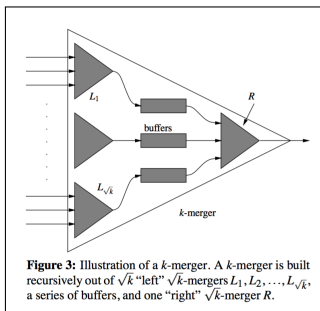 R
L₁
buffers
L√k
k-merger
Figure 3: Illustration of a k-merger. A k-merger is built
recursively out of √k “left” √k-mergers L₁, L₂, ..., L√k,
a series of buffers, and one “right” √k-merger R.